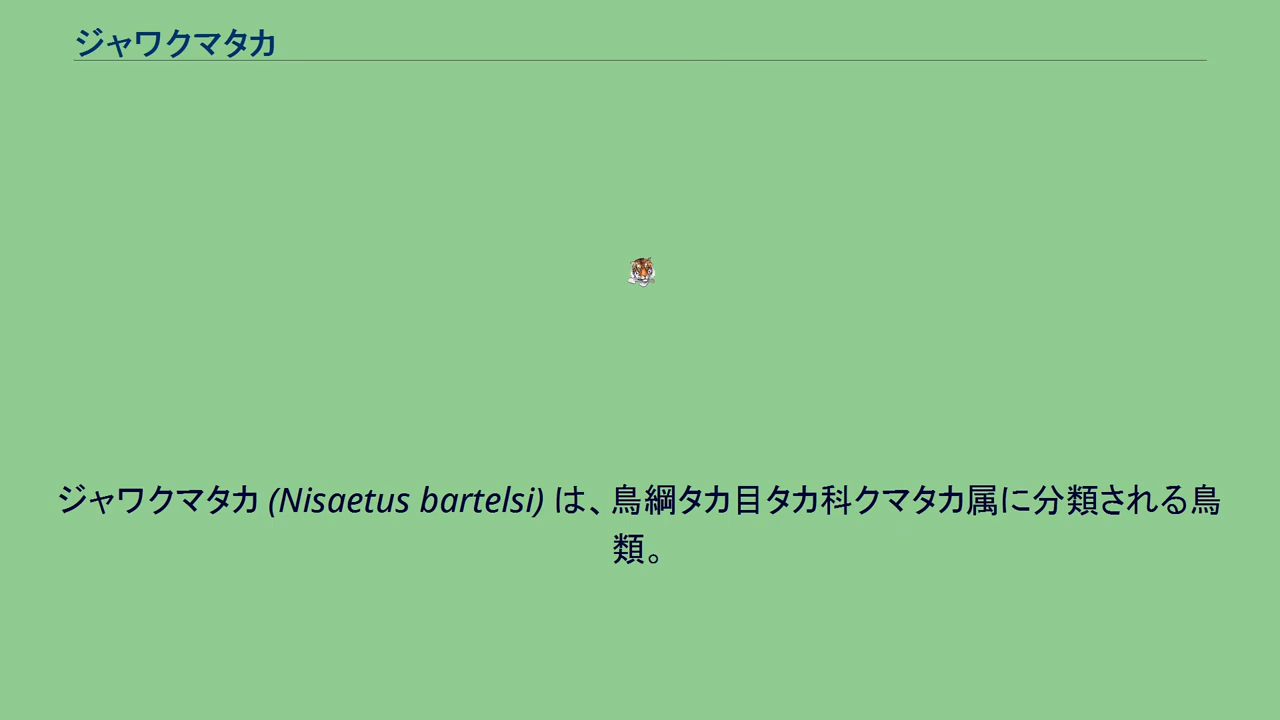 ジャワクマタカ
ジャワクマタカ (Nisaetus bartelsi) は、鳥綱タカ目タカ科クマタカ属に分類される鳥
類。